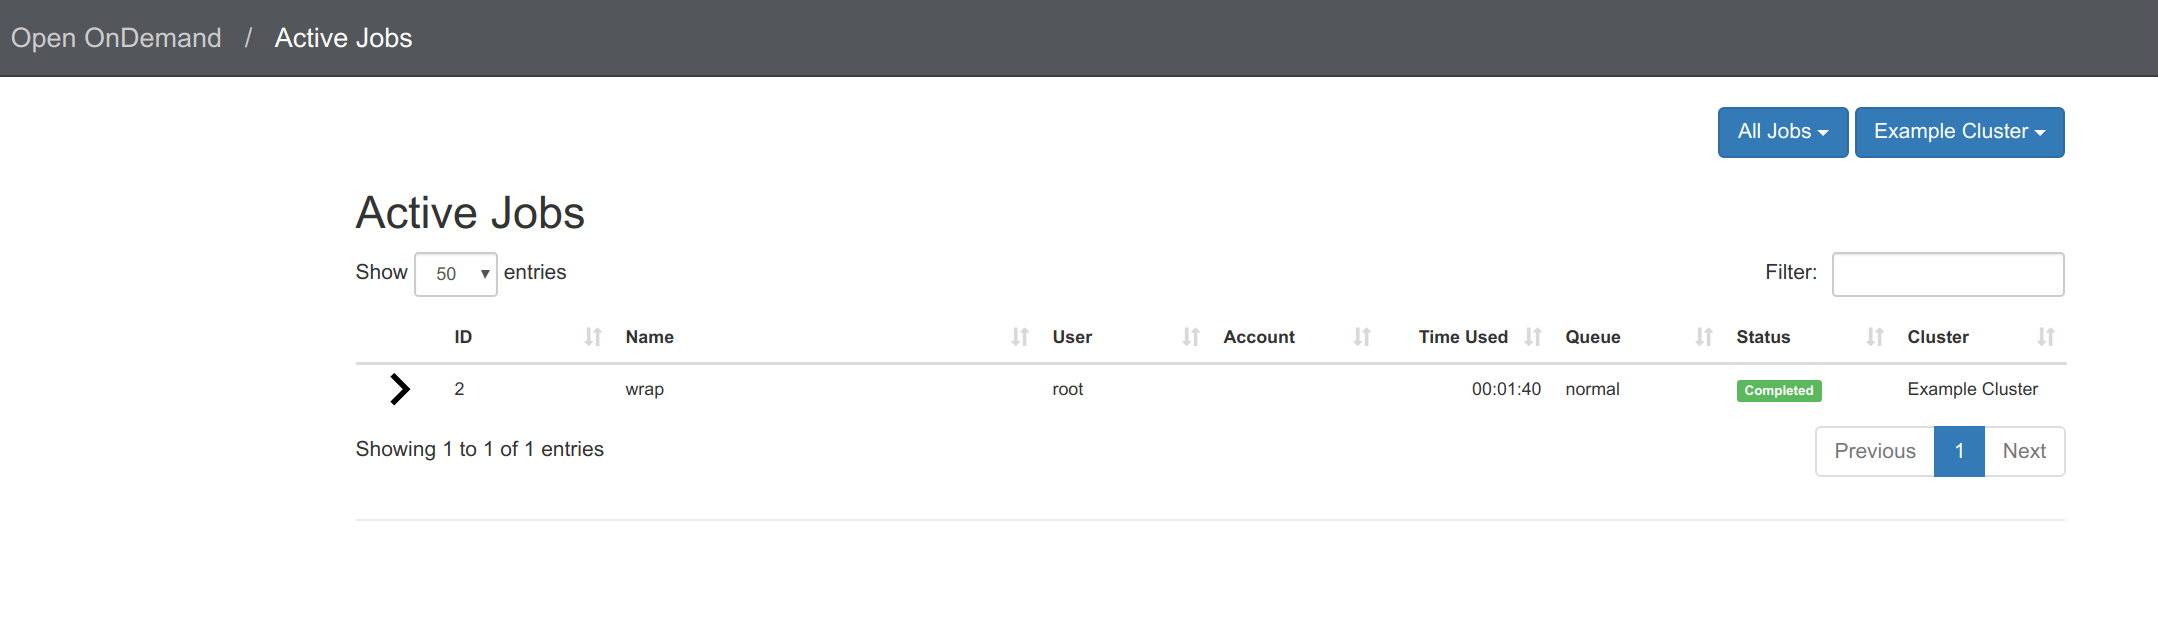 Open OnDemand / Active Jobs
All Jobs Example Cluster
Active Jobs
Show 50 entries Filter:
ID Name User Account Time Used Queue Status Cluster
2 wrap root 00:01:40 normal Completed Example Cluster
Showing 1 to 1 of 1 entries Previous 1 Next